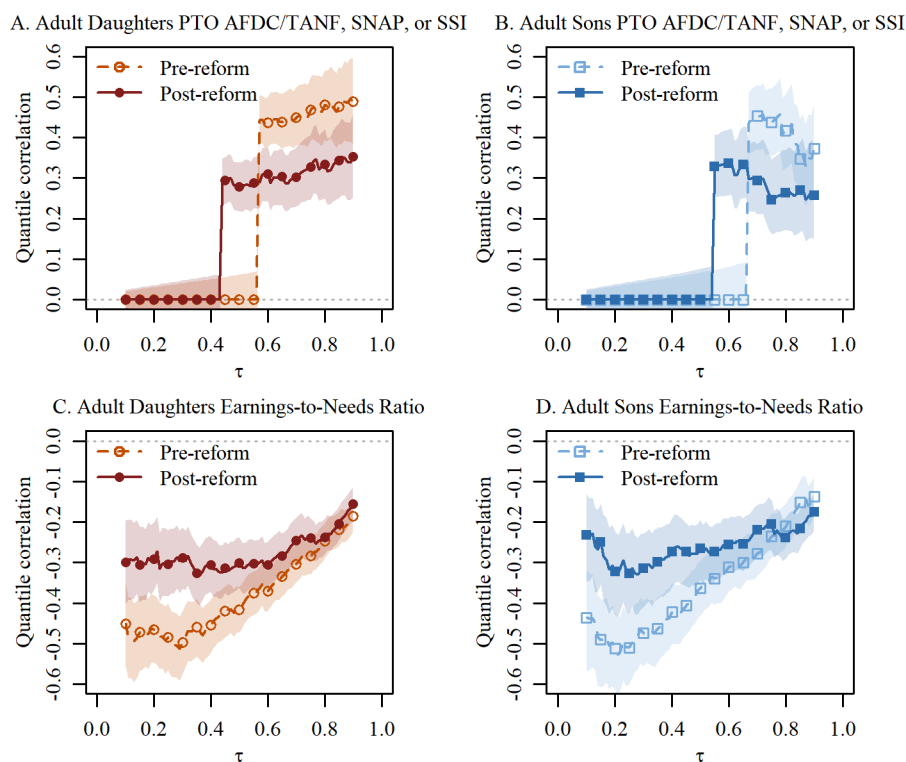 A. Adult Daughters PTO AFDC/TANF, SNAP, or SSI
Quantile correlation
0.0 0.1 0.2 0.3 0.4 0.5 0.6
Pre-reform
Post-reform
0.0 0.2 0.4 0.6 0.8 1.0
τ
B. Adult Sons PTO AFDC/TANF, SNAP, or SSI
Quantile correlation
0.0 0.1 0.2 0.3 0.4 0.5 0.6
Pre-reform
Post-reform
0.0 0.2 0.4 0.6 0.8 1.0
τ
C. Adult Daughters Earnings-to-Needs Ratio
Quantile correlation
-0.6 -0.5 -0.4 -0.3 -0.2 -0.1 0.0
Pre-reform
Post-reform
0.0 0.2 0.4 0.6 0.8 1.0
τ
D. Adult Sons Earnings-to-Needs Ratio
Quantile correlation
-0.6 -0.5 -0.4 -0.3 -0.2 -0.1 0.0
Pre-reform
Post-reform
0.0 0.2 0.4 0.6 0.8 1.0
τ